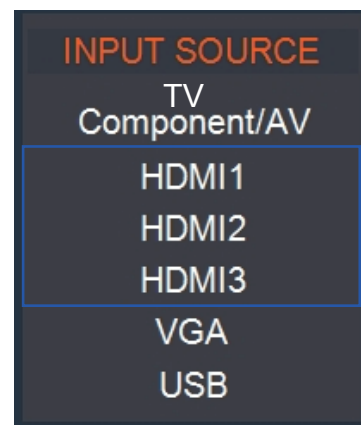 INPUT SOURCE
TV
Component/AV
HDMI1
HDMI2
HDMI3
VGA
USB